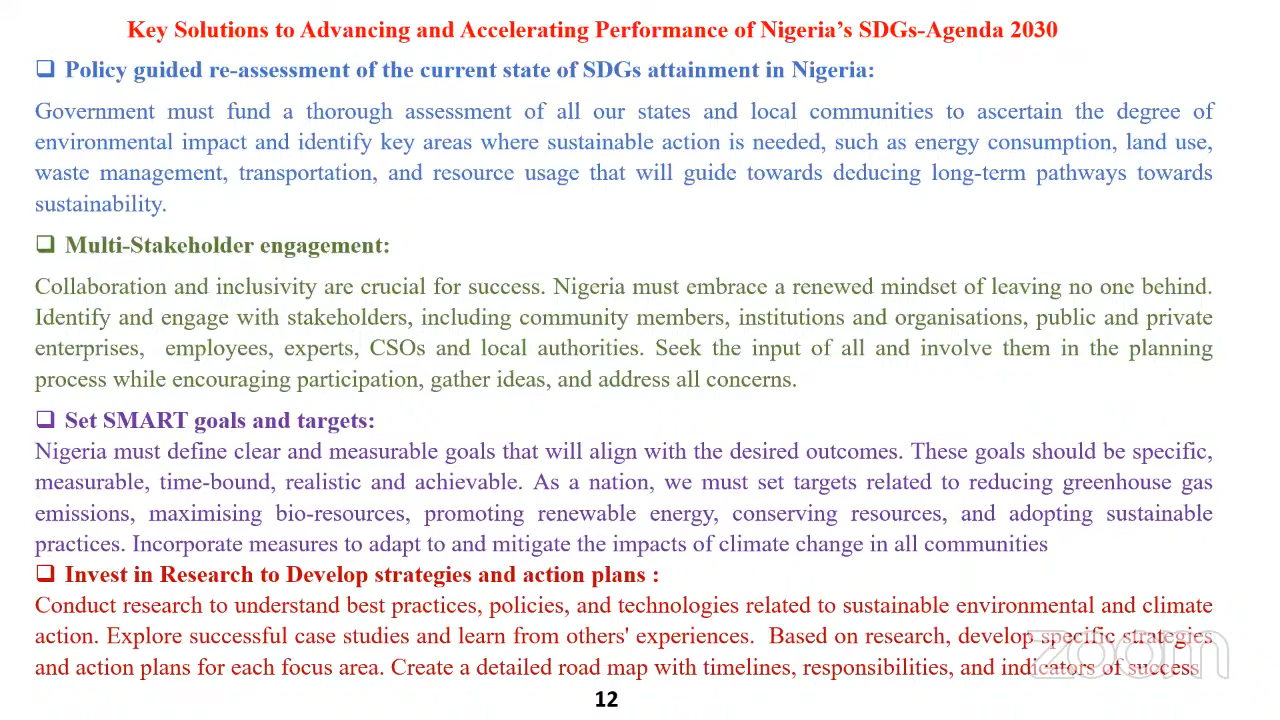 Key Solutions to Advancing and Accelerating Performance of Nigeria's SDGs-Agenda 2030
❑ Policy guided re-assessment of the current state of SDGs attainment in Nigeria:
Government must fund a thorough assessment of all our states and local communities to ascertain the degree of
environmental impact and identify key areas where sustainable action is needed, such as energy consumption, land use,
waste management, transportation, and resource usage that will guide towards deducing long-term pathways towards
sustainability.
❑ Multi-Stakeholder engagement:
Collaboration and inclusivity are crucial for success. Nigeria must embrace a renewed mindset of leaving no one behind.
Identify and engage with stakeholders, including community members, institutions and organisations, public and private
enterprises, employees, experts, CSOs and local authorities. Seek the input of all and involve them in the planning
process while encouraging participation, gather ideas, and address all concerns.
❑ Set SMART goals and targets:
Nigeria must define clear and measurable goals that will align with the desired outcomes. These goals should be specific,
measurable, time-bound, realistic and achievable. As a nation, we must set targets related to reducing greenhouse gas
emissions, maximising bio-resources, promoting renewable energy, conserving resources, and adopting sustainable
practices. Incorporate measures to adapt to and mitigate the impacts of climate change in all communities
❑ Invest in Research to Develop strategies and action plans :
Conduct research to understand best practices, policies, and technologies related to sustainable environmental and climate
action. Explore successful case studies and learn from others' experiences. Based on research, develop specific strategies
and action plans for each focus area. Create a detailed road map with timelines, responsibilities, and indicators of success
zoom
12